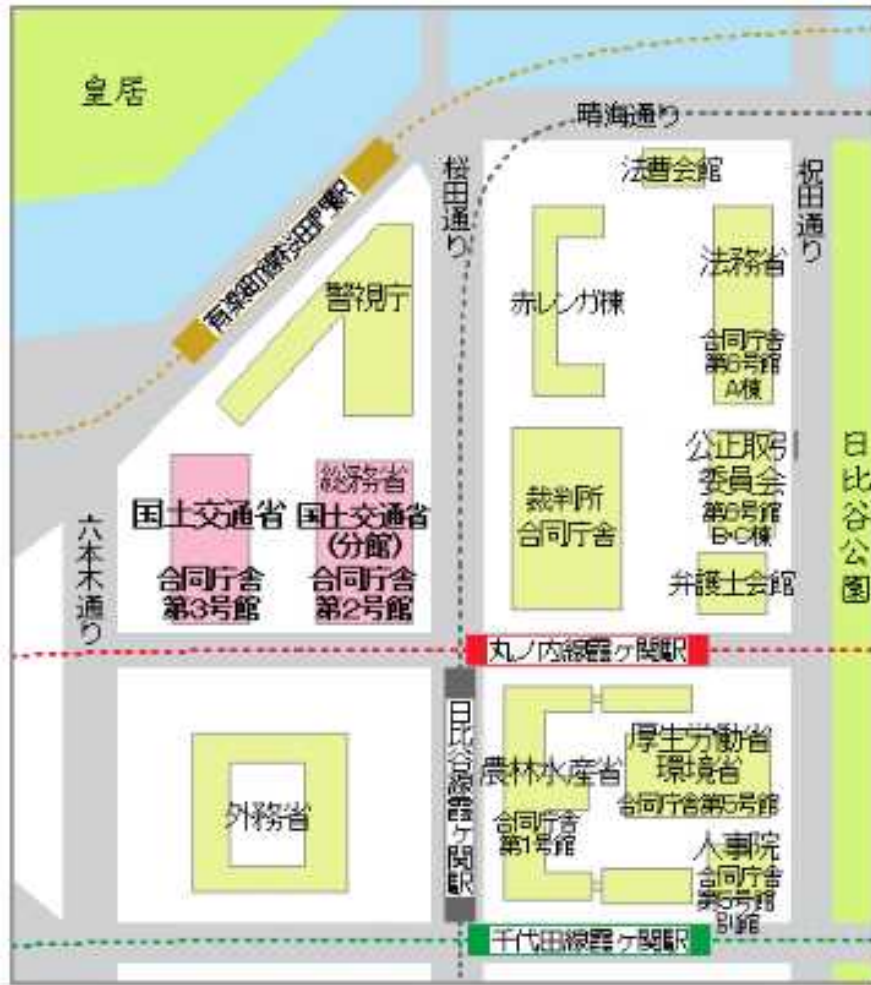 皇居
晴海通り
法曹会館
桜田通り
祝田通り
有楽町線桜田門駅
警視庁
赤レンガ棟
法務省
合同庁舎
第6号館
A棟
総務省
国土交通省
国土交通省
(分館)
合同庁舎
第3号館
合同庁舎
第2号館
裁判所
合同庁舎
公正取引
委員会
第6号館
B・C棟
弁護士会館
日比谷公園
六本木通り
丸ノ内線霞ヶ関駅
日比谷線霞ヶ関駅
外務省
農林水産省
合同庁舎
第1号館
厚生労働省
環境省
合同庁舎第5号館
人事院
合同庁舎
第5号館
別館
千代田線霞ヶ関駅